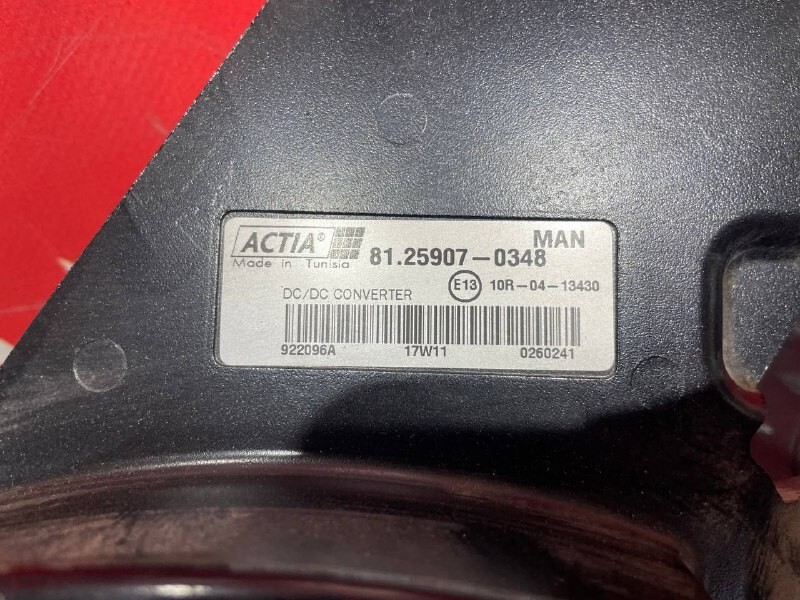 ACTIA®
MAN
Made in Tunisia
81.25907-0348
DC/DC CONVERTER
E13
10R-04-13430
922096A
17W11
0260241